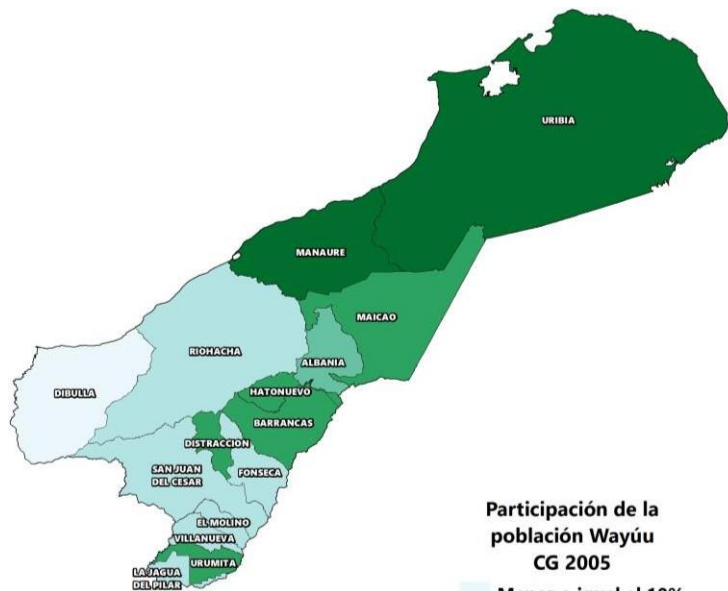 URIBIA
MANAURE
MAICAO
RIOHACHA
ALBANIA
DIBULLA
HATONUEVO
BARRANCAS
DISTRACCION
SAN JUAN
DEL CESAR
FONSECA
EL MOLINO
VILLANUEVA
URUMITA
LA JAGUA
DEL PILAR
Participación de la
población Wayúu
CG 2005